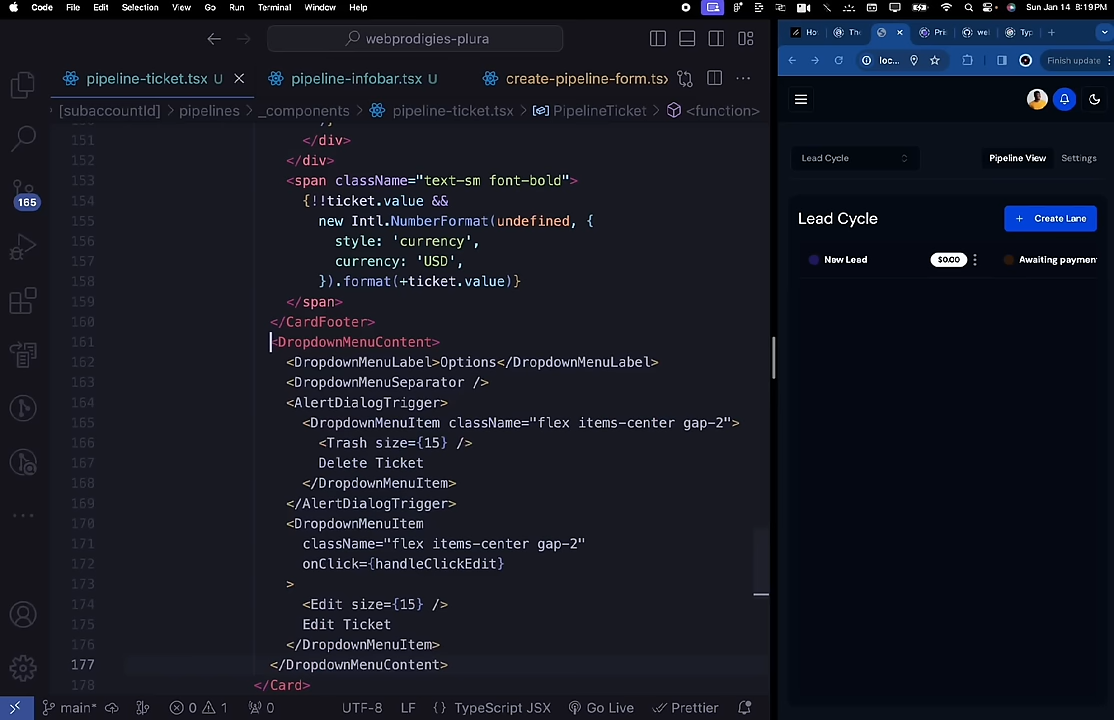 Code File Edit Selection View Go Run Terminal Window Help
Sun Jan 14 8:19 PM
webprodigies-plura
pipeline-ticket.tsx U
pipeline-infobar.tsx U
create-pipeline-form.tsx
[subaccountId] > pipelines > _components > pipeline-ticket.tsx > PipelineTicket > <function>
151 </div>
152 </div>
153 <span className="text-sm font-bold">
154 {!!ticket.value &&
155 new Intl.NumberFormat(undefined, {
156 style: 'currency',
157 currency: 'USD',
158 }).format(+ticket.value)}
159 </span>
160 </CardFooter>
161 <DropdownMenuContent>
162 <DropdownMenuLabel>Options</DropdownMenuLabel>
163 <DropdownMenuSeparator />
164 <AlertDialogTrigger>
165 <DropdownMenuItem className="flex items-center gap-2">
166 <Trash size={15} />
167 Delete Ticket
168 </DropdownMenuItem>
169 </AlertDialogTrigger>
170 <DropdownMenuItem
171 className="flex items-center gap-2"
172 onClick={handleClickEdit}
173 >
174 <Edit size={15} />
175 Edit Ticket
176 </DropdownMenuItem>
177 </DropdownMenuContent>
178 </Card>
165
main* 0 1 0 UTF-8 LF {} TypeScript JSX Go Live Prettier
Ho The Pri wel Typ
loc... Finish update
Lead Cycle
Pipeline View Settings
Lead Cycle
+ Create Lane
New Lead $0.00 Awaiting paymen